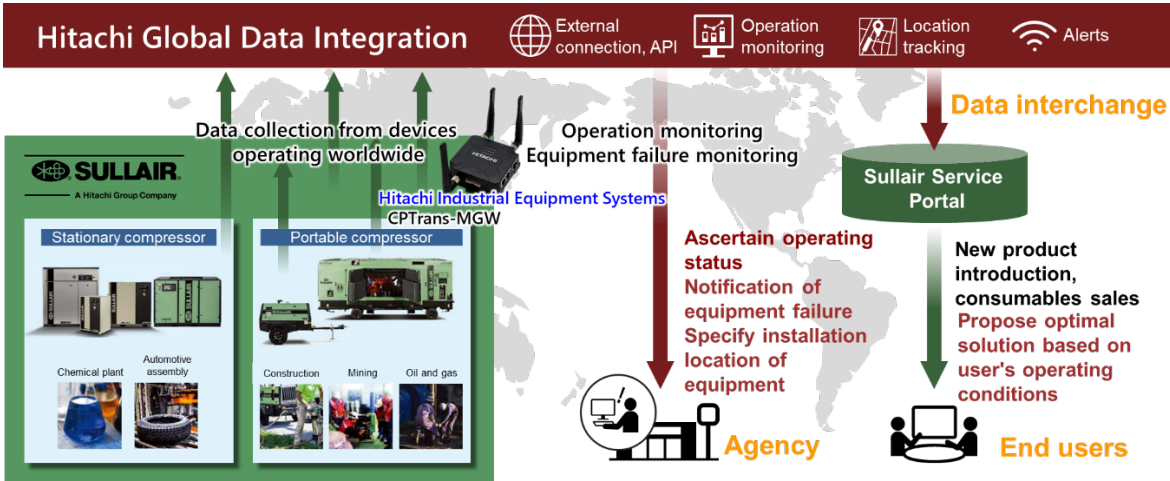 Hitachi Global Data Integration
External
connection, API
Operation
monitoring
Location
tracking
Alerts
Data collection from devices
operating worldwide
HITACHI
Hitachi Industrial Equipment Systems
CPTrans-MGW
SULLAIR®
A Hitachi Group Company
Stationary compressor
Chemical plant
Automotive
assembly
Portable compressor
SULLAIR
Construction
Mining
Oil and gas
Operation monitoring
Equipment failure monitoring
Ascertain operating
status
Notification of
equipment failure
Specify installation
location of
equipment
Agency
Data interchange
Sullair Service
Portal
New product
introduction,
consumables sales
Propose optimal
solution based on
user's operating
conditions
End users